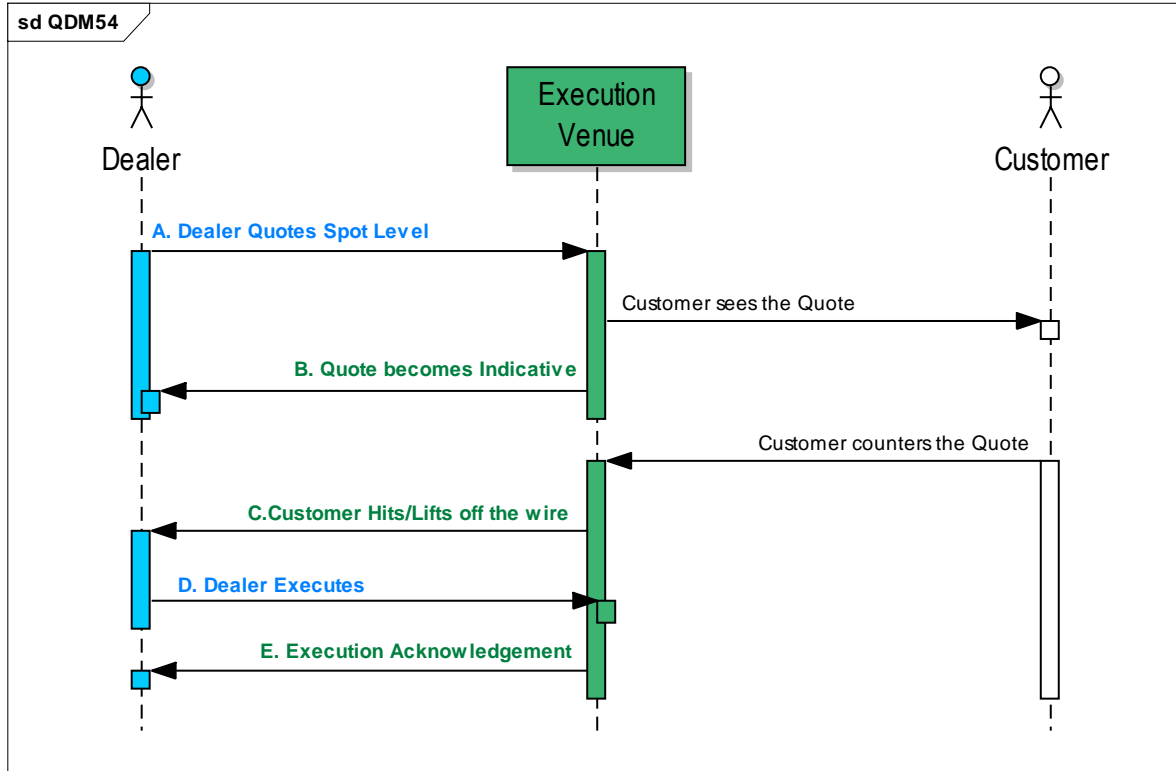 sd QDM54
Dealer
Execution
Venue
Customer
A. Dealer Quotes Spot Level
Customer sees the Quote
B. Quote becomes Indicative
Customer counters the Quote
C.Customer Hits/Lifts off the wire
D. Dealer Executes
E. Execution Acknowledgement